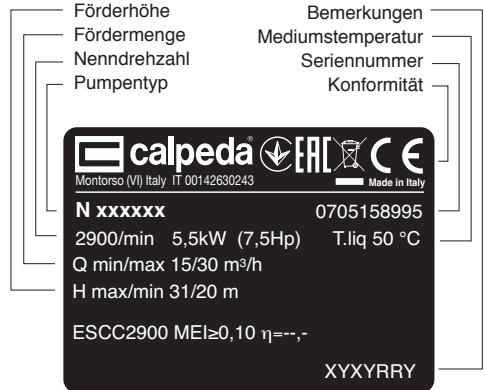 Förderhöhe Bemerkungen
Fördermenge Mediumstemperatur
Nenndrehzahl Seriennummer
Pumpentyp Konformität
calpeda® EAC CE
Montorso (VI) Italy IT 00142630243 Made in Italy
N xxxxxx 0705158995
2900/min 5,5kW (7,5Hp) T.liq 50 °C
Q min/max 15/30 m³/h
H max/min 31/20 m
ESCC2900 MEI≥0,10 η=--,-
XYXYRRY